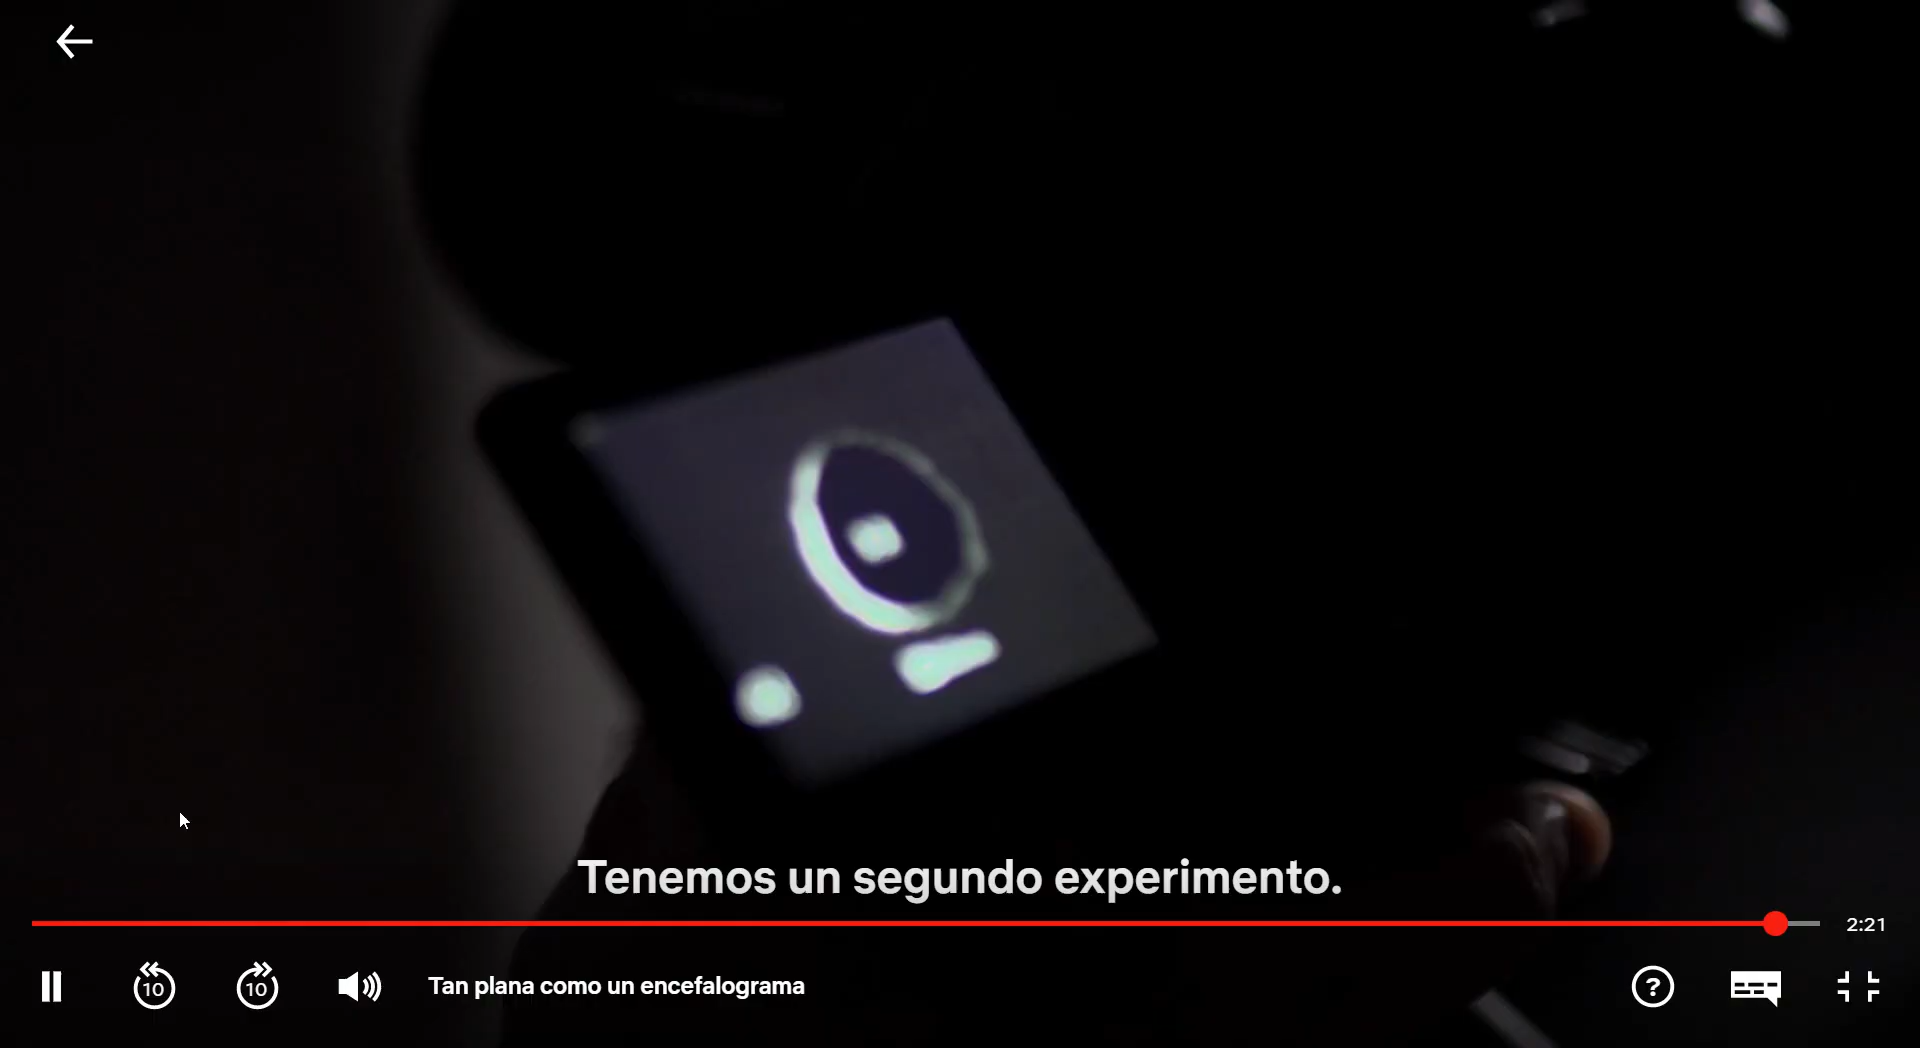 Tenemos un segundo experimento.
2:21
10
10
Tan plana como un encefalograma
?